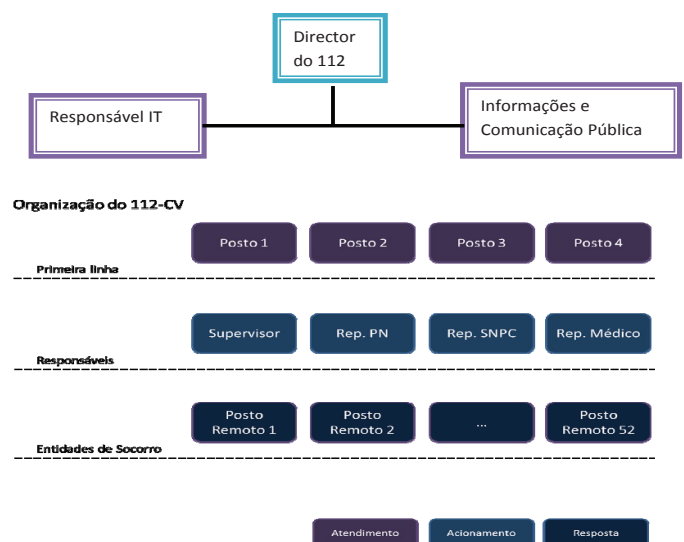 Director
do 112
Responsável IT
Informações e
Comunicação Pública
Organização do 112-CV
Posto 1
Posto 2
Posto 3
Posto 4
Primeira linha
Supervisor
Rep. PN
Rep. SNPC
Rep. Médico
Responsáveis
Posto
Remoto 1
Posto
Remoto 2
...
Posto
Remoto 52
Entidades de Socorro
Atendimento
Acionamento
Resposta